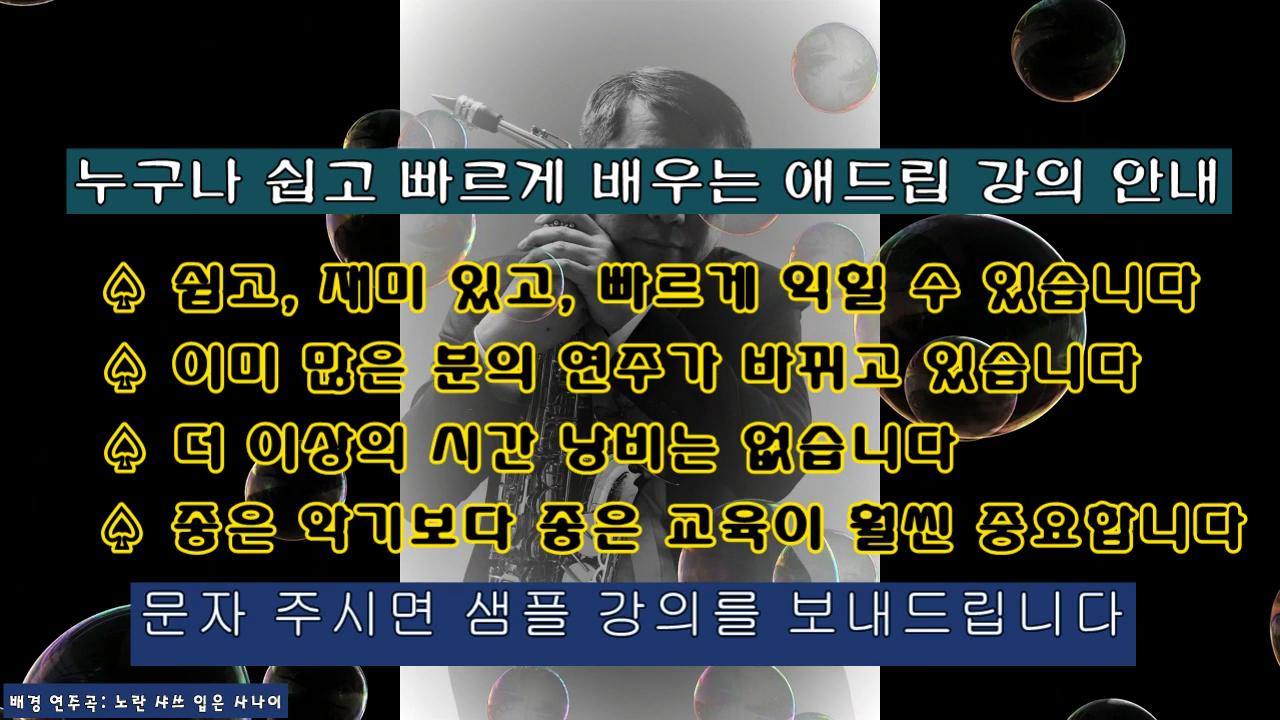 누구나 쉽고 빠르게 배우는 애드립 강의 안내
♤ 쉽고, 재미 있고, 빠르게 익힐 수 있습니다
♤ 이미 많은 분의 연주가 바뀌고 있습니다
♤ 더 이상의 시간 낭비는 없습니다
♤ 좋은 악기보다 좋은 교육이 훨씬 중요합니다
문자 주시면 샘플 강의를 보내드립니다
배경 연주곡: 노란 샤쓰 입은 사나이